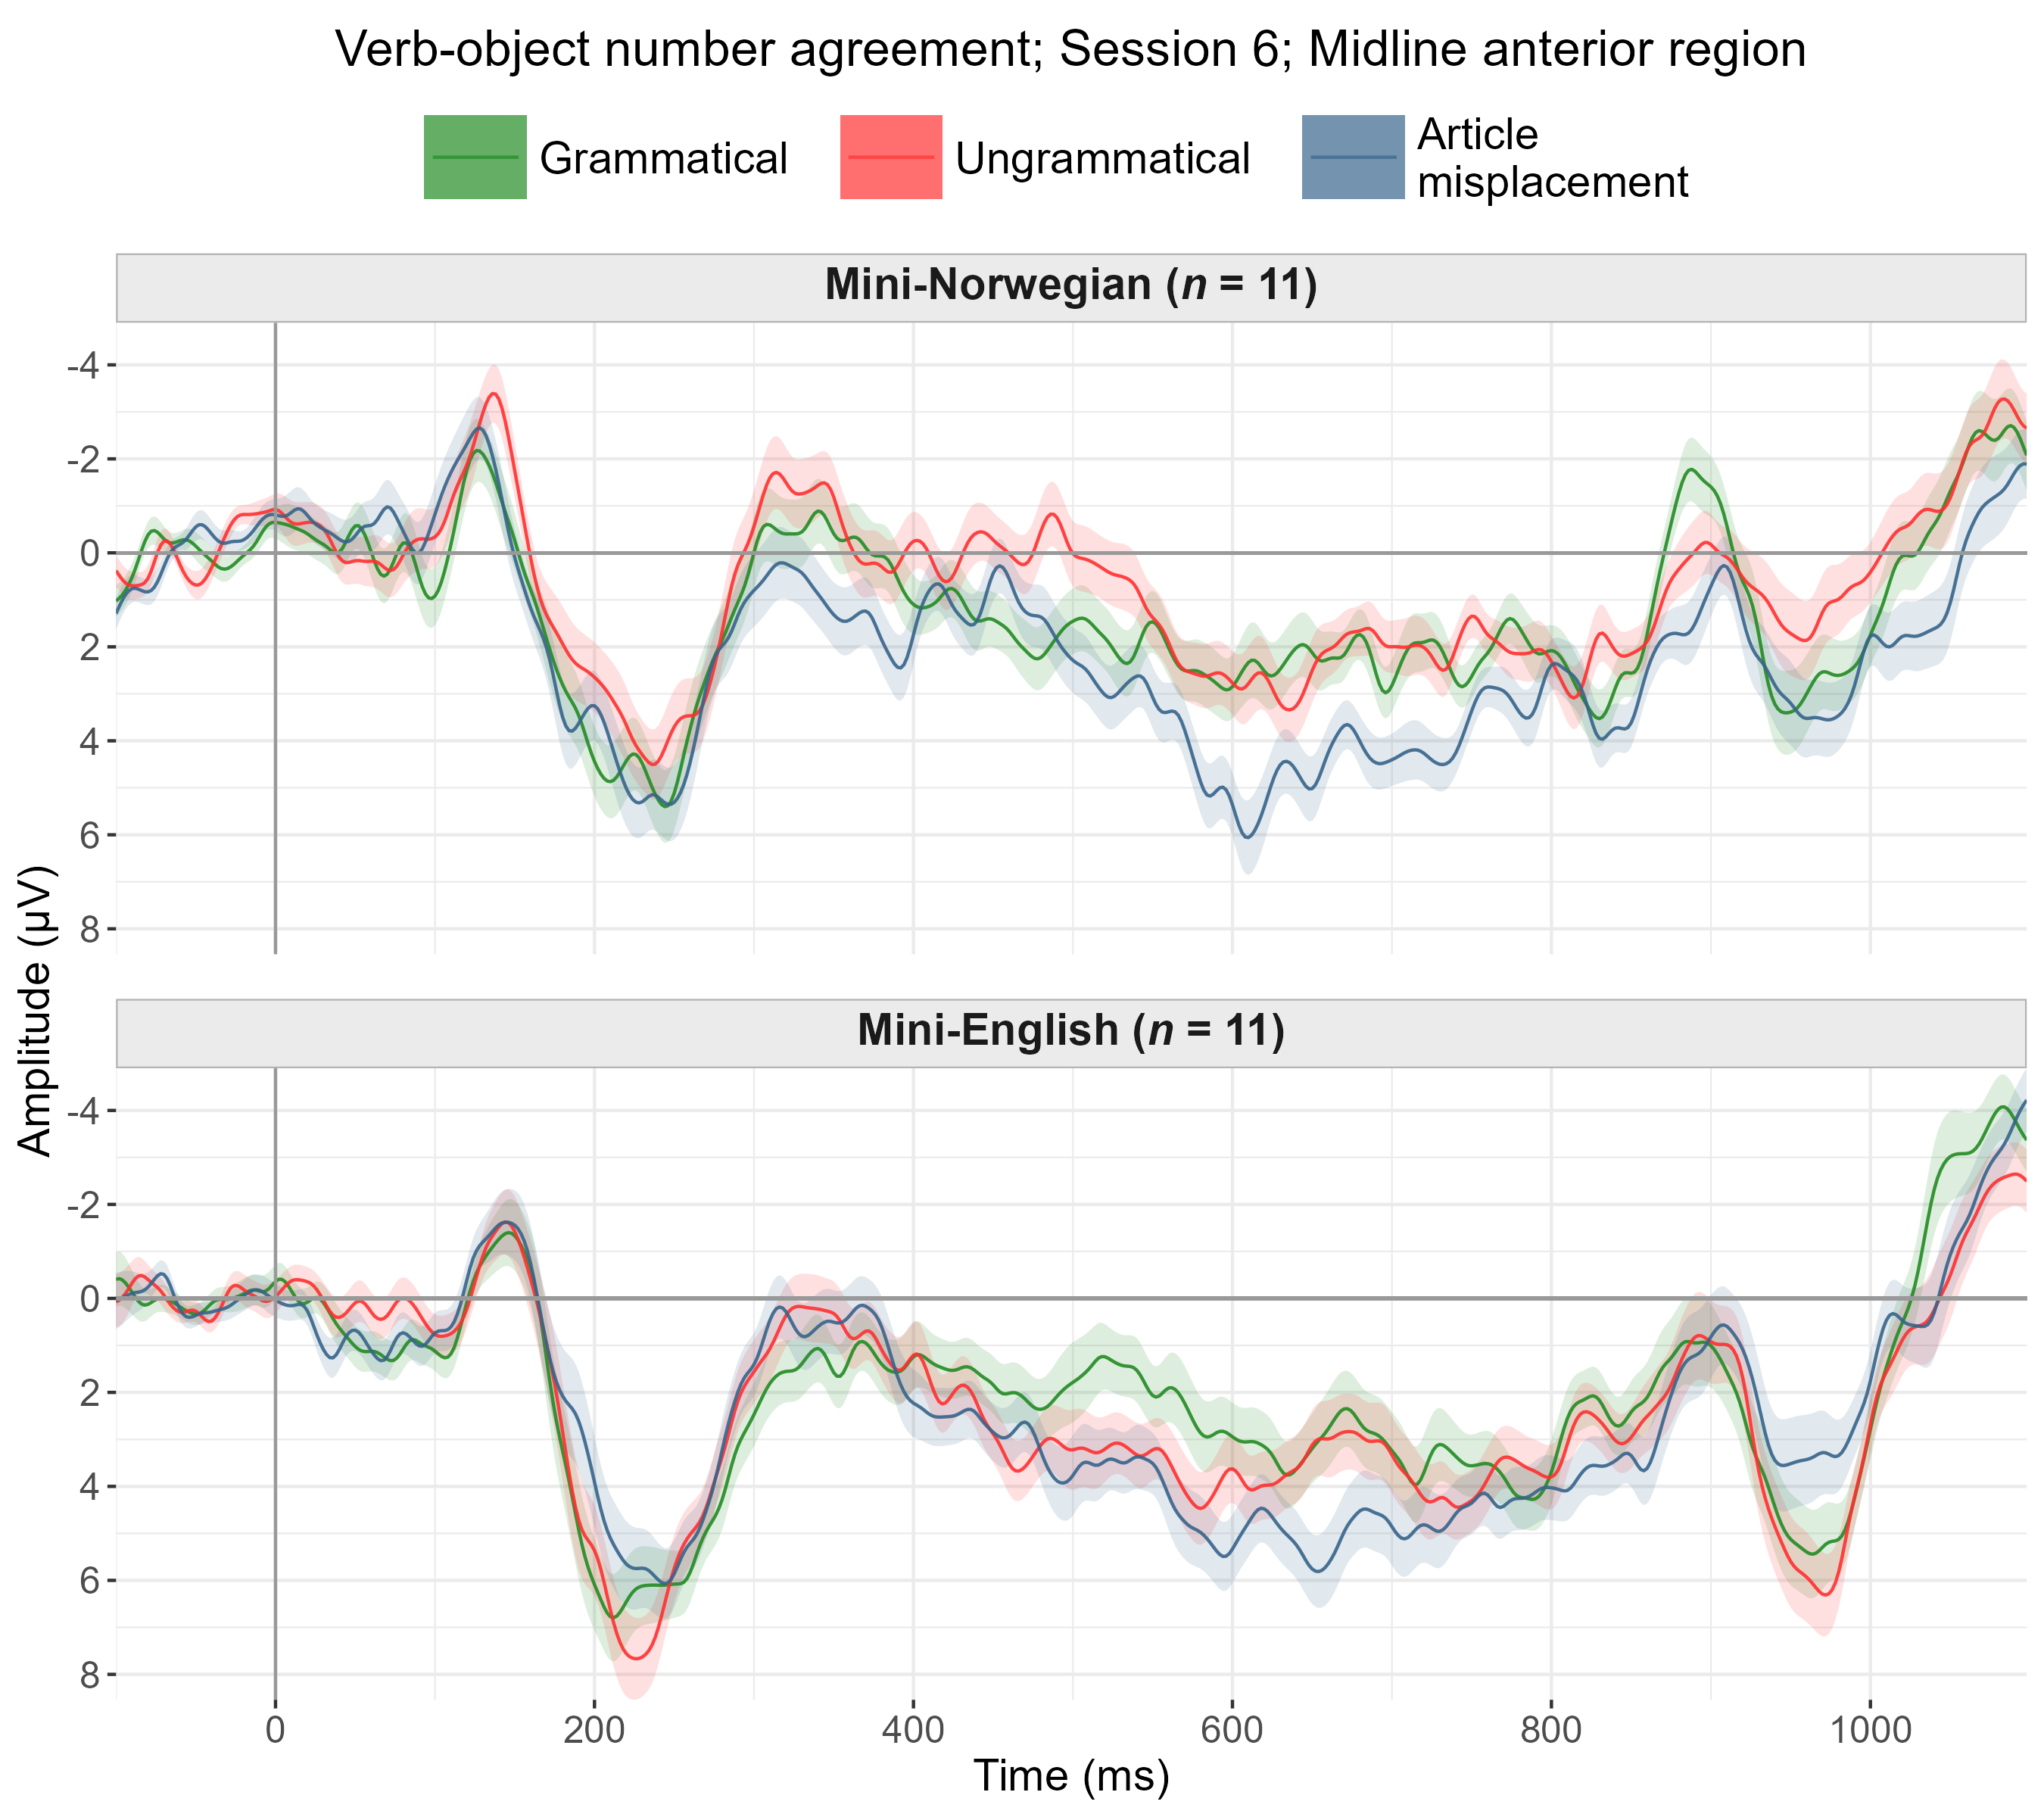 Verb-object number agreement; Session 6; Midline anterior region
Grammatical
Ungrammatical
Article
misplacement
Mini-Norwegian (n = 11)
-4
-2
0
2
4
6
8
Mini-English (n = 11)
-4
-2
0
2
4
6
8
0 200 400 600 800 1000
Time (ms)
Amplitude (µV)